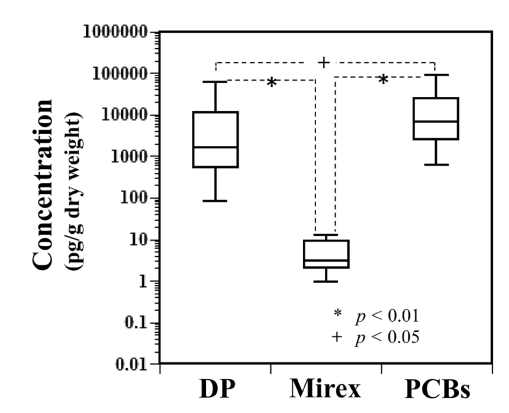 1000000
100000
10000
1000
100
10
1
0.1
0.01
Concentration
(pg/g dry weight)
+
*
*
* p < 0.01
+ p < 0.05
DP Mirex PCBs